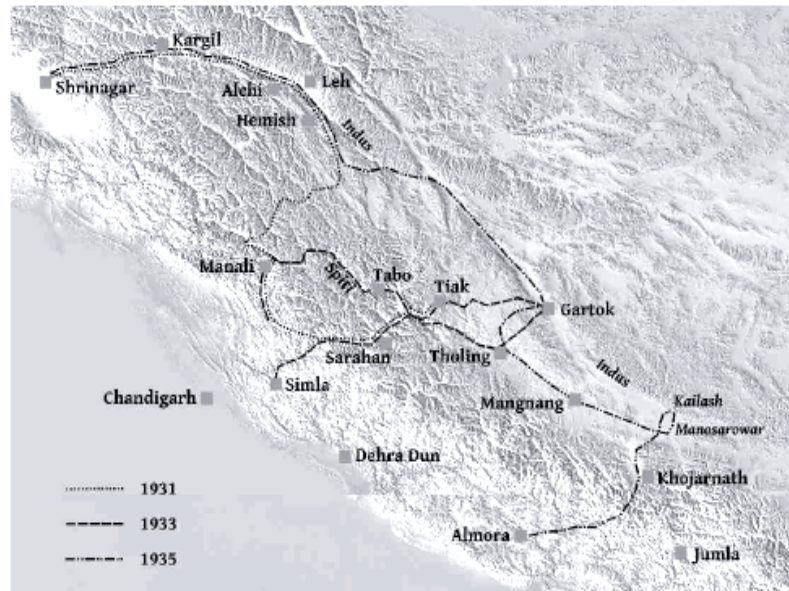 Kargil
Shrinagar
Alchi
Leh
Hemish
Indus
Manali
Spiti
Tabo
Tiak
Gartok
Sarahan
Tholing
Indus
Simla
Chandigarh
Mangnang
Kailash
Manosarowar
Dehra Dun
Khojarnath
1931
1933
Almora
1935
Jumla